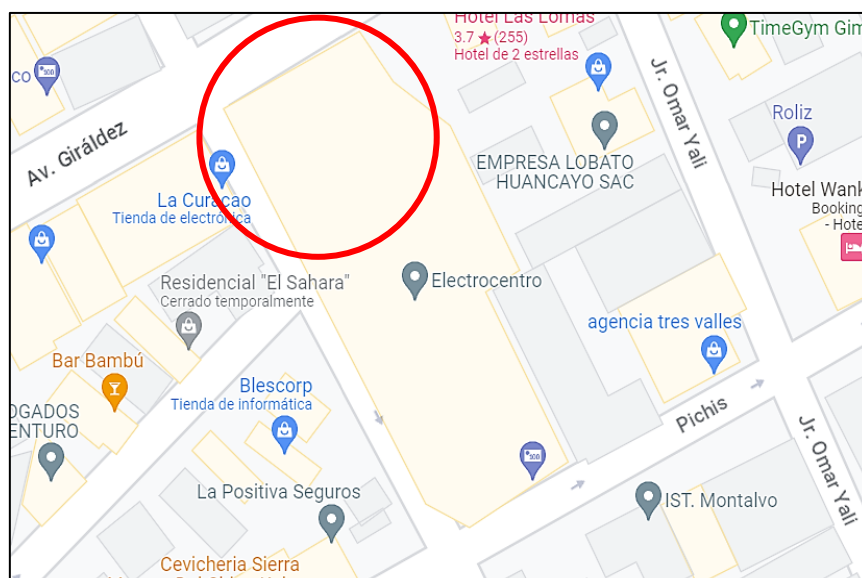 Hotel Las Lomas
3.7 ★ (255)
Hotel de 2 estrellas
TimeGym Gim
co
Jr. Omar Yali
Roliz
P
Av. Giráldez
EMPRESA LOBATO
HUANCAYO SAC
La Curacao
Tienda de electrónica
Hotel Wank
Booking
- Hote
Residencial "El Sahara"
Cerrado temporalmente
Electrocentro
agencia tres valles
Bar Bambú
Blescorp
Tienda de informática
OGADOS
ENTURO
Pichis
Jr. Omar Yali
La Positiva Seguros
IST. Montalvo
Cevicheria Sierra